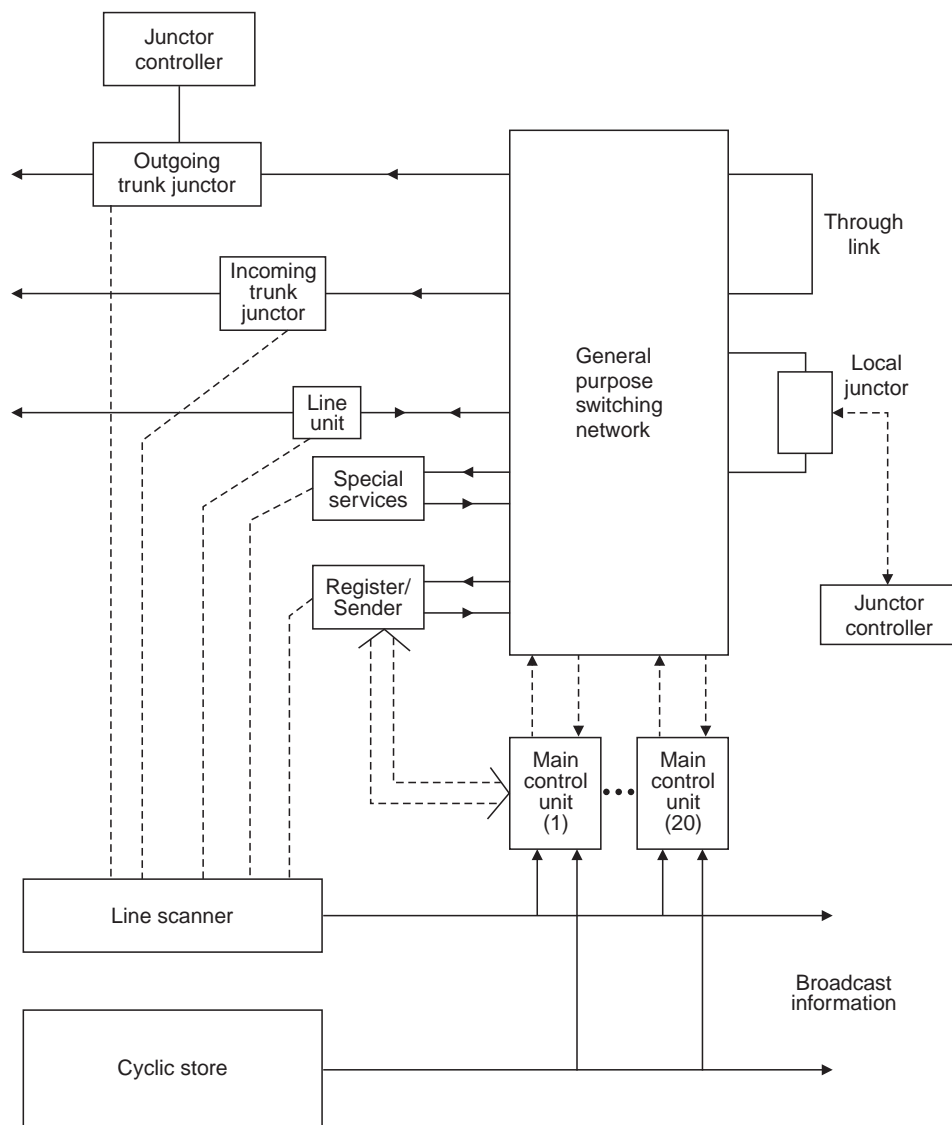 Junctor
controller
Outgoing
trunk junctor
Through
link
Incoming
trunk
junctor
General
purpose
switching
network
Local
junctor
Line
unit
Special
services
Register/
Sender
Junctor
controller
Main
control
unit
(1)
Main
control
unit
(20)
Line scanner
Broadcast
information
Cyclic store